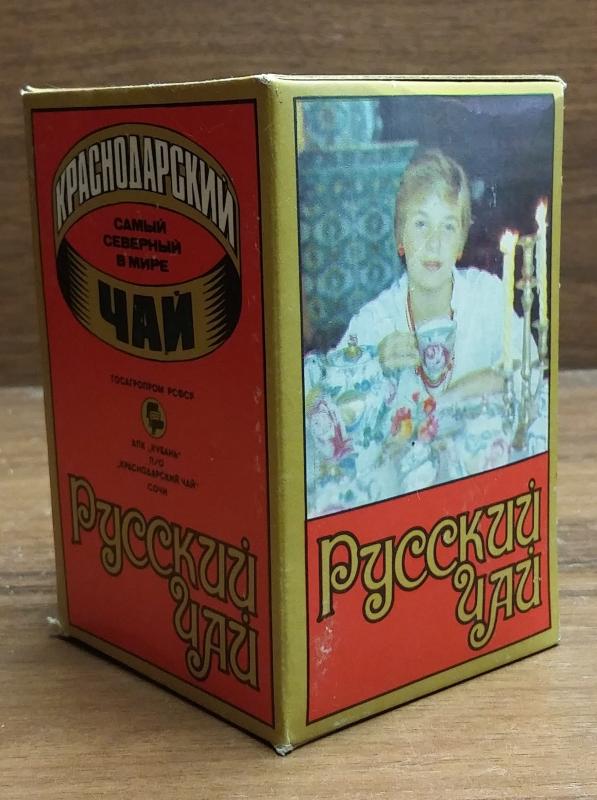 КРАСНОДАРСКИЙ
САМЫЙ
СЕВЕРНЫЙ
В МИРЕ
ЧАЙ
ГОСАГРОПРОМ РСФСР
АПК „КУБАНЬ"
П/О
„КРАСНОДАРСКИЙ ЧАЙ"
СОЧИ
Русский
чай
Русский
чай